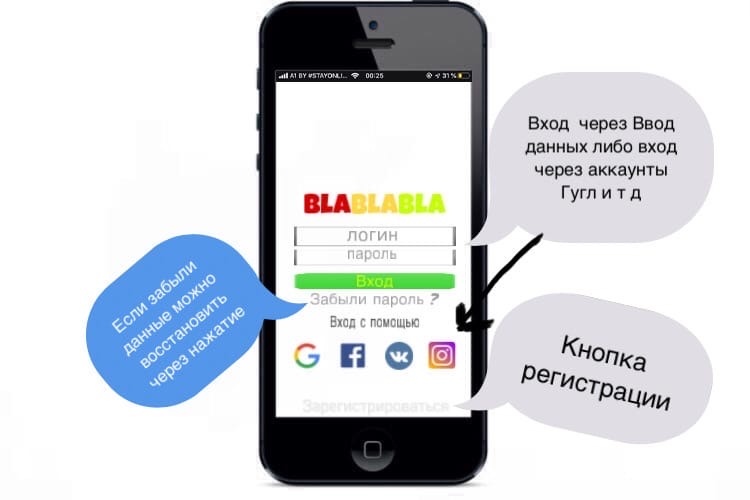 A1 BY #STAYONLI... 00:25 31%
Вход через Ввод
данных либо вход
через аккаунты
Гугл и т д
BLABLABLA
логин
пароль
Вход
Забыли пароль ?
Если забыли
данные можно
восстановить
через нажатие
Вход с помощью
G f
Кнопка
регистрации
Зарегистрироваться